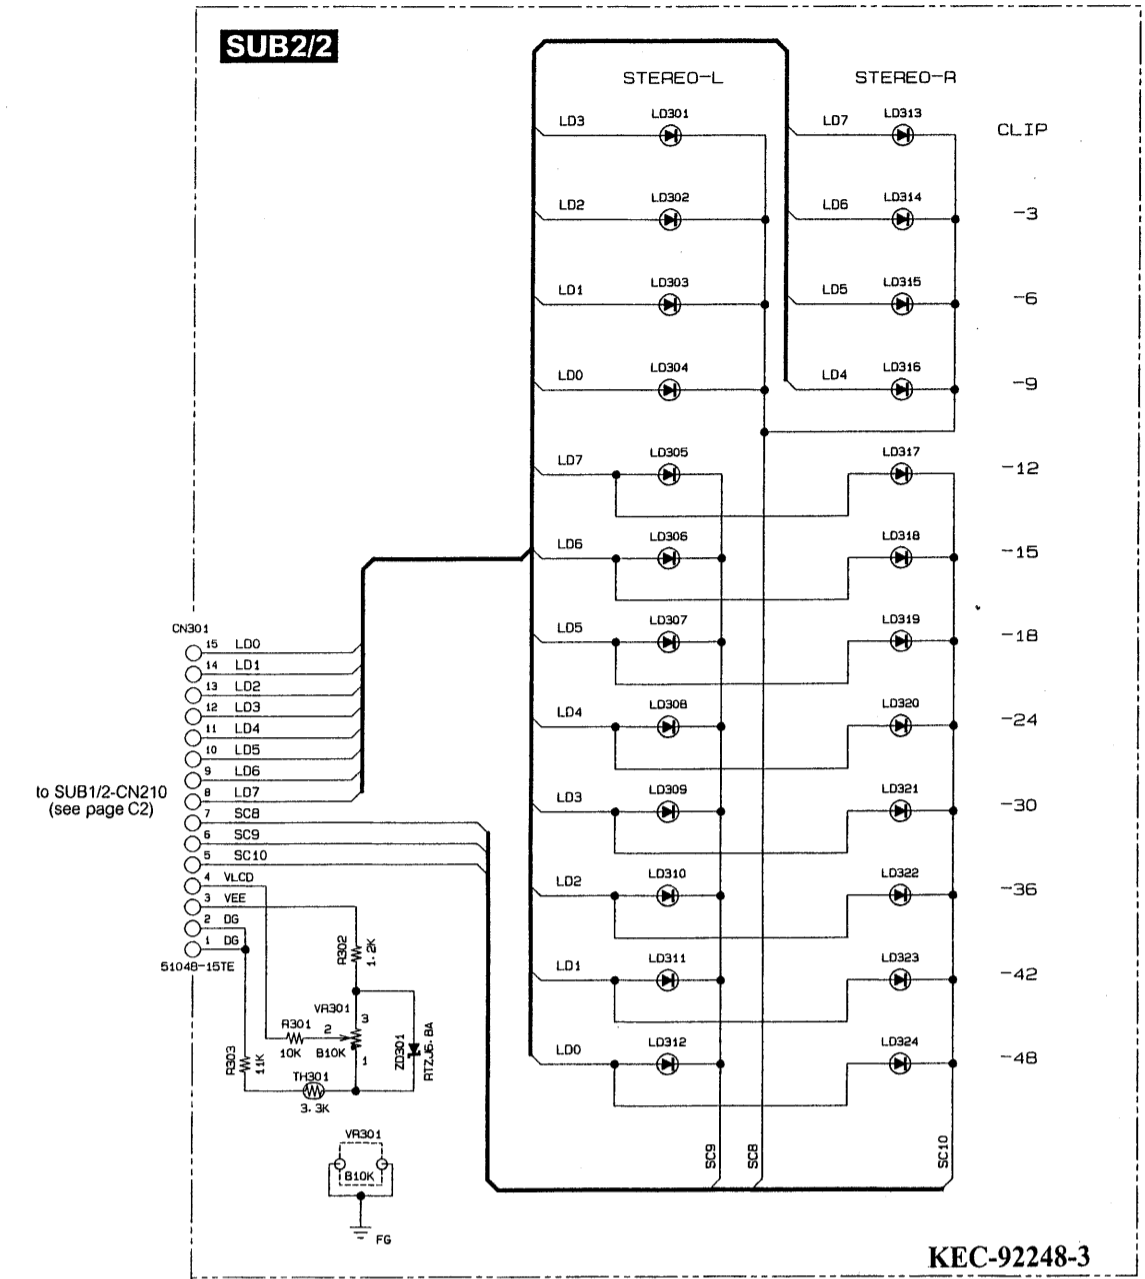 SUB2/2
STEREO-L
STEREO-R
LD3 LD301 LD7 LD313 CLIP
LD2 LD302 LD6 LD314 -3
LD1 LD303 LD5 LD315 -6
LD0 LD304 LD4 LD316 -9
LD7 LD305 LD317 -12
LD6 LD306 LD318 -15
LD5 LD307 LD319 -18
LD4 LD308 LD320 -24
LD3 LD309 LD321 -30
LD2 LD310 LD322 -36
LD1 LD311 LD323 -42
LD0 LD312 LD324 -48
SC9 SC8 SC10
CN301
15 LD0
14 LD1
13 LD2
12 LD3
11 LD4
10 LD5
9 LD6
8 LD7
7 SC8
6 SC9
5 SC10
4 VLCD
3 VEE
2 DG
1 DG
51048-15TE
to SUB1/2-CN210
(see page C2)
R302
1.2K
VR301
3
2
1
B10K
R301
10K
ZD301
RTZJ6.8A
R303
11K
TH301
3.3K
VR301
B10K
FG
KEC-92248-3